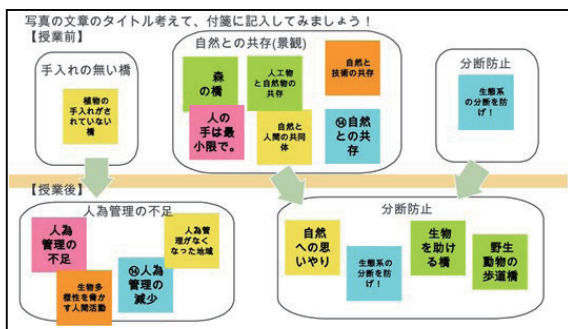 写真の文章のタイトル考えて、付箋に記入してみましょう！
【授業前】
手入れの無い橋
植物の
手入れがさ
れていない
橋
自然との共存(景観)
森
の橋
人工物
と自然物の
共存
自然と
技術の共存
人の
手は最
小限で。
自然と
人間の共同
体
⑭自然
との共
存
分断防止
生態系
の分断を防
げ！
【授業後】
人為管理の不足
人為
管理の
不足
生物多
様性を脅か
す人間活動
⑭人為
管理の
減少
人為管
理がなく
なった地域
分断防止
自然
への思
いやり
生態系の
分断を防
げ！
生物
を助け
る橋
野生
動物の
歩道橋